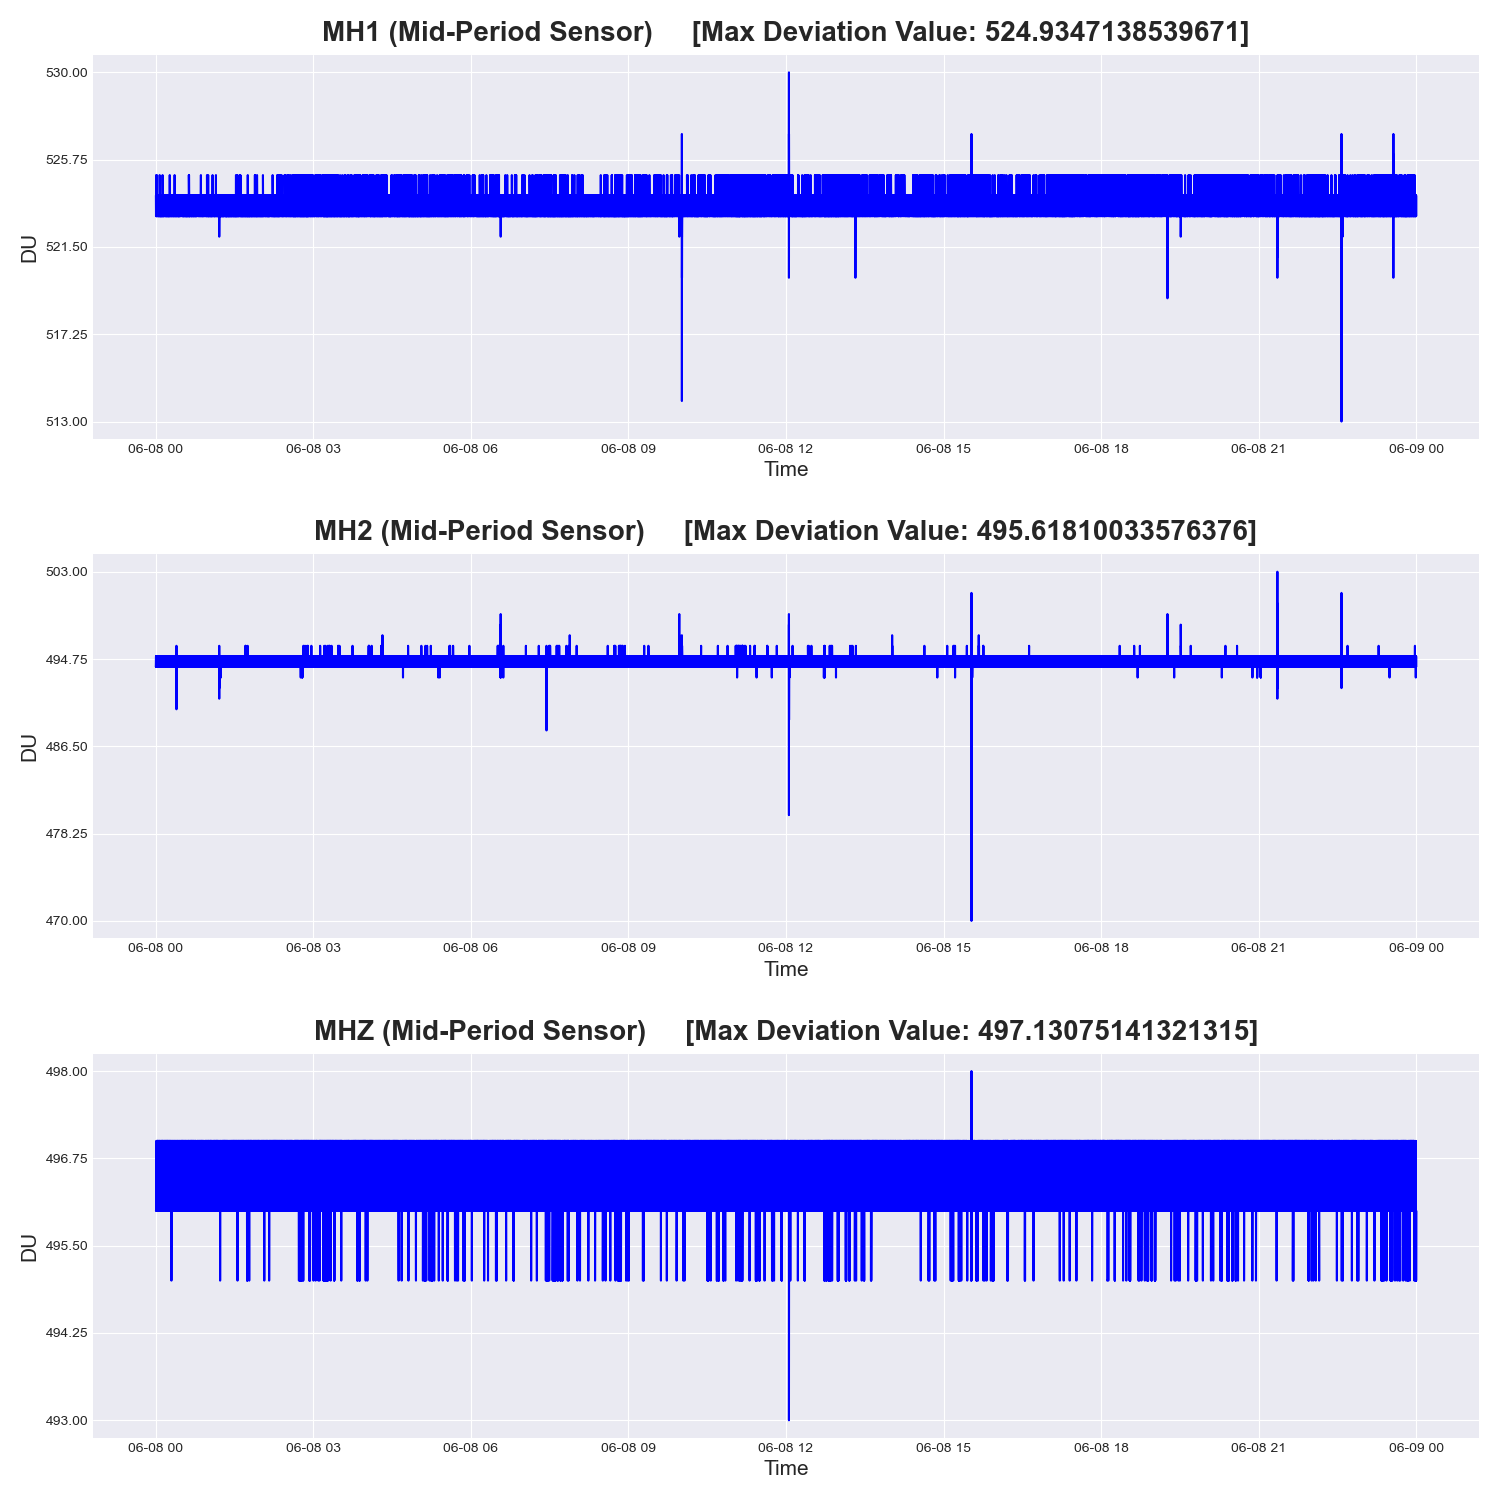 MH1 (Mid-Period Sensor) [Max Deviation Value: 524.9347138539671]
530.00
525.75
521.50
517.25
513.00
DU
06-08 00 06-08 03 06-08 06 06-08 09 06-08 12 06-08 15 06-08 18 06-08 21 06-09 00
Time
MH2 (Mid-Period Sensor) [Max Deviation Value: 495.61810033576376]
503.00
494.75
486.50
478.25
470.00
DU
06-08 00 06-08 03 06-08 06 06-08 09 06-08 12 06-08 15 06-08 18 06-08 21 06-09 00
Time
MHZ (Mid-Period Sensor) [Max Deviation Value: 497.13075141321315]
498.00
496.75
495.50
494.25
493.00
DU
06-08 00 06-08 03 06-08 06 06-08 09 06-08 12 06-08 15 06-08 18 06-08 21 06-09 00
Time